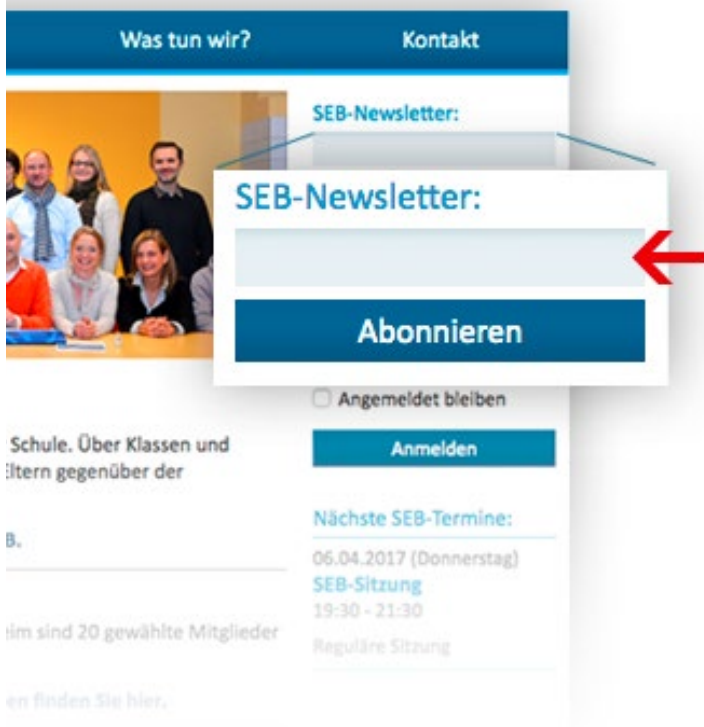 Was tun wir?
Kontakt
SEB-Newsletter:
SEB-Newsletter:
Abonnieren
Angemeldet bleiben
Anmelden
Schule. Über Klassen und
Eltern gegenüber der
B.
sind 20 gewählte Mitglieder
en finden Sie hier.
Nächste SEB-Termine:
06.04.2017 (Donnerstag)
SEB-Sitzung
19:30 - 21:30
Reguläre Sitzung